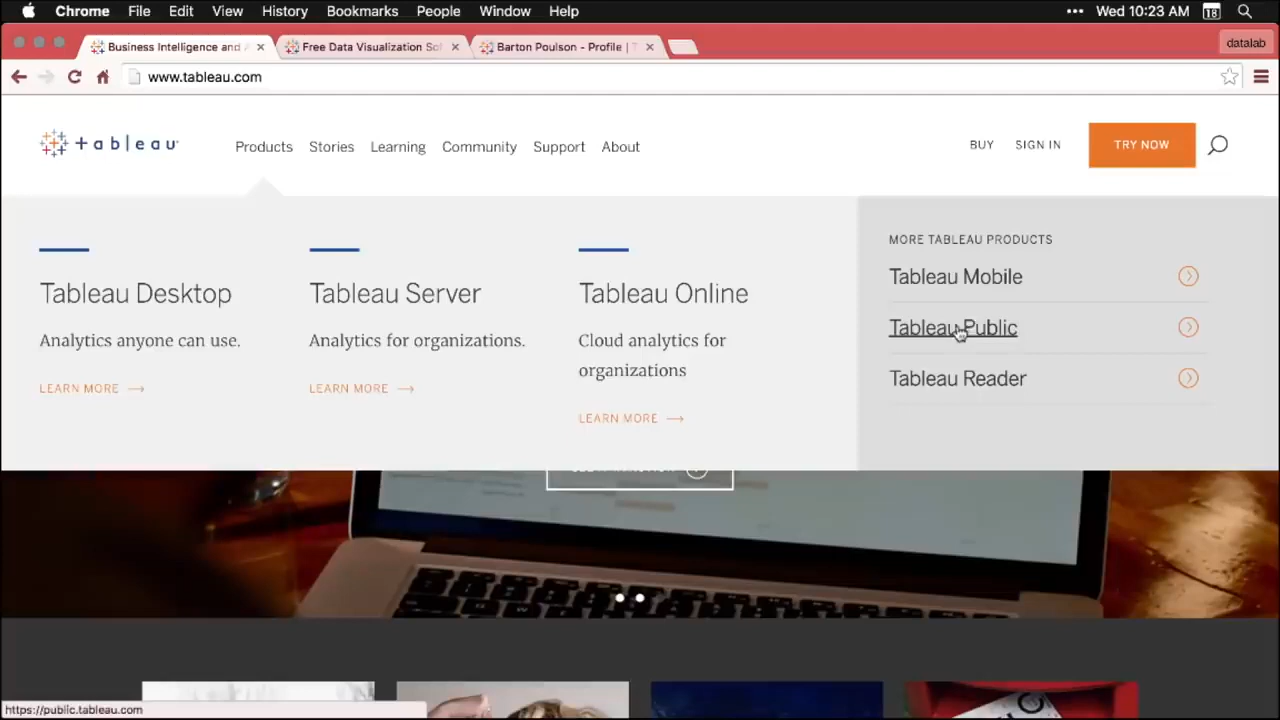 Chrome File Edit View History Bookmarks People Window Help
Wed 10:23 AM 18
Business Intelligence and Free Data Visualization Sof Barton Poulson - Profile | datalab
www.tableau.com
tableau Products Stories Learning Community Support About BUY SIGN IN TRY NOW
MORE TABLEAU PRODUCTS
Tableau Mobile
Tableau Public
Tableau Reader
Tableau Desktop
Analytics anyone can use.
LEARN MORE
Tableau Server
Analytics for organizations.
LEARN MORE
Tableau Online
Cloud analytics for
organizations
LEARN MORE
https://public.tableau.com